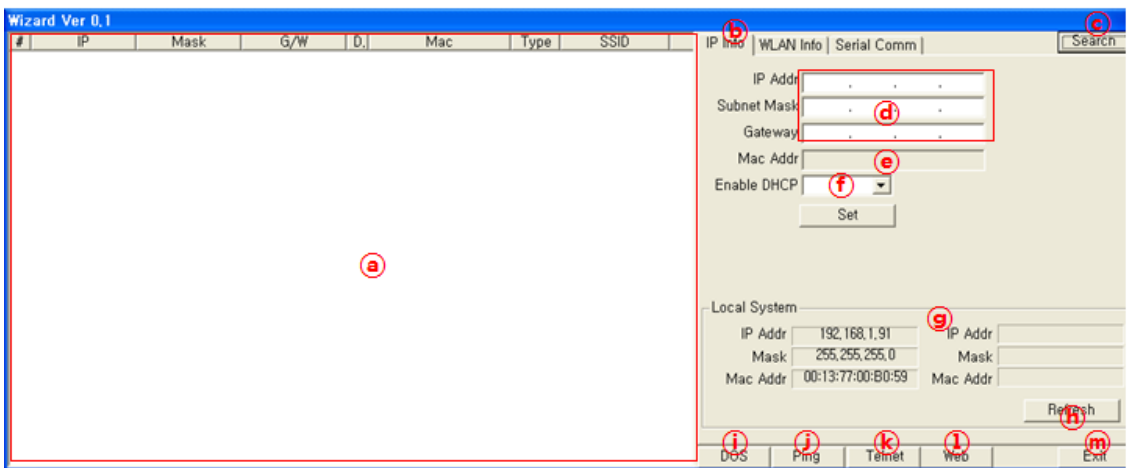 Wizard Ver 0,1
# IP Mask G/W D, Mac Type SSID
IP Info WLAN Info Serial Comm Search
ⓑ ⓒ
IP Addr . . .
Subnet Mask . . .
ⓓ
Gateway . . .
Mac Addr ⓔ
Enable DHCP ⓕ
Set
ⓐ
Local System
ⓖ
IP Addr 192,168,1,91 IP Addr
Mask 255,255,255,0 Mask
Mac Addr 00:13:77:00:B0:59 Mac Addr
Refresh
ⓗ
ⓘ ⓙ ⓚ ⓛ ⓜ
DOS Ping Telnet Web Exit